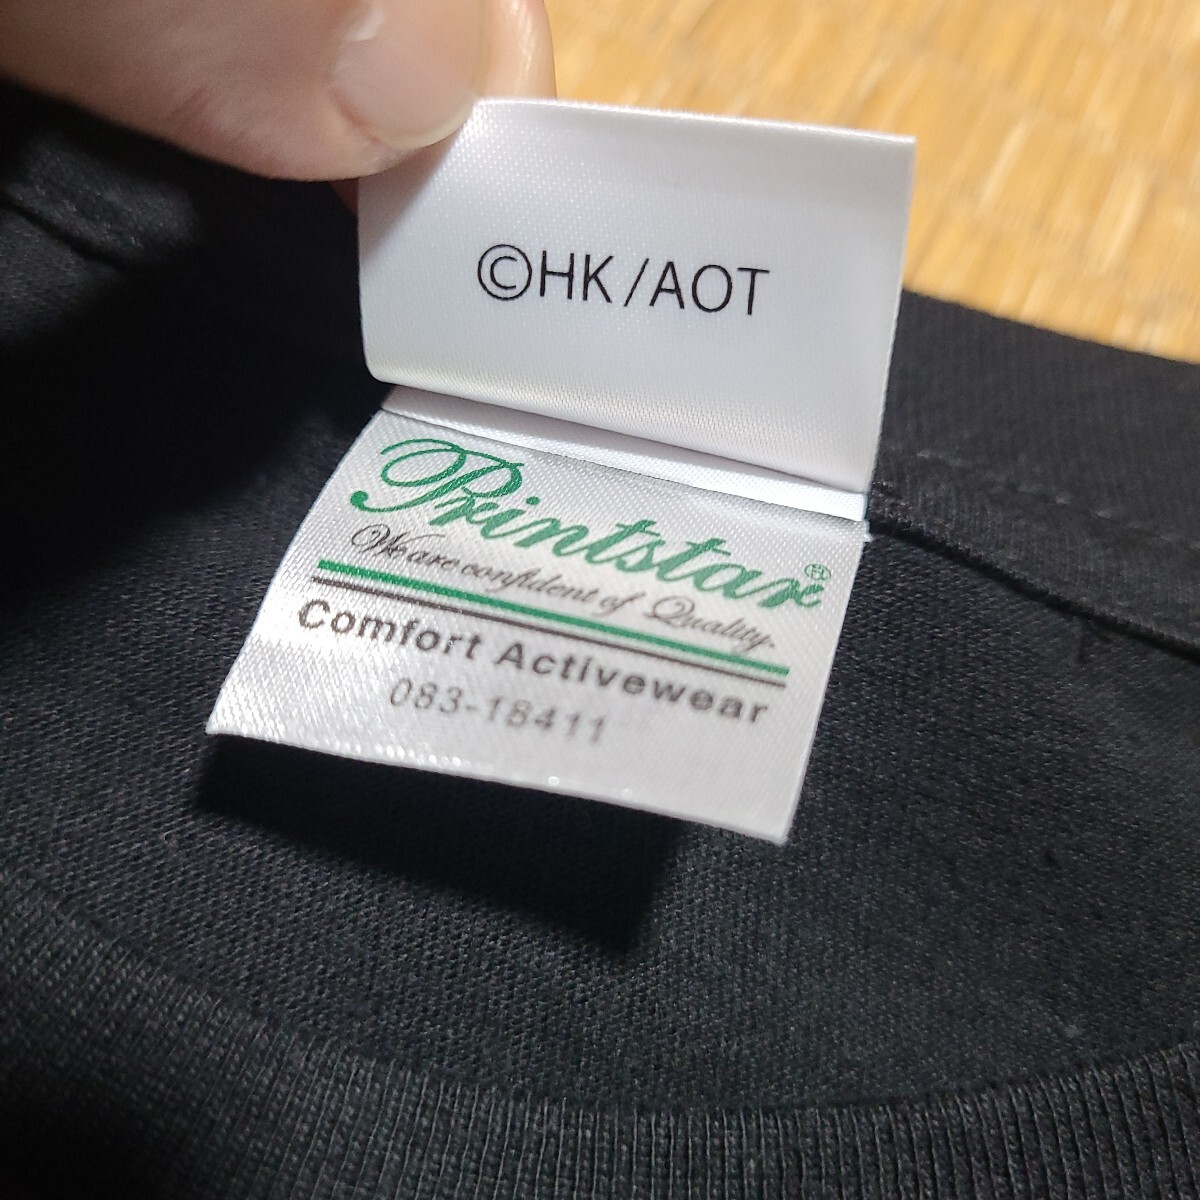 ©HK/AOT
Printstar®
We are confident of Quality.
Comfort Activewear
083-18411